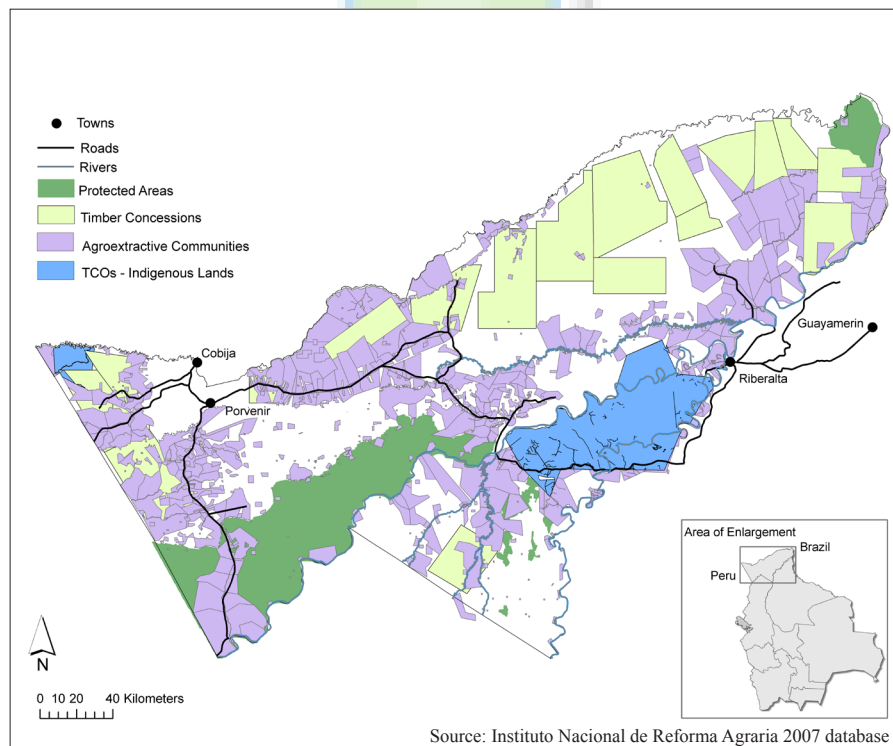 Towns
Roads
Rivers
Protected Areas
Timber Concessions
Agroextractive Communities
TCOs - Indigenous Lands
Cobija
Porvenir
Guayamerin
Riberalta
Area of Enlargement
Brazil
Peru
N
0 10 20 40 Kilometers
Source: Instituto Nacional de Reforma Agraria 2007 database